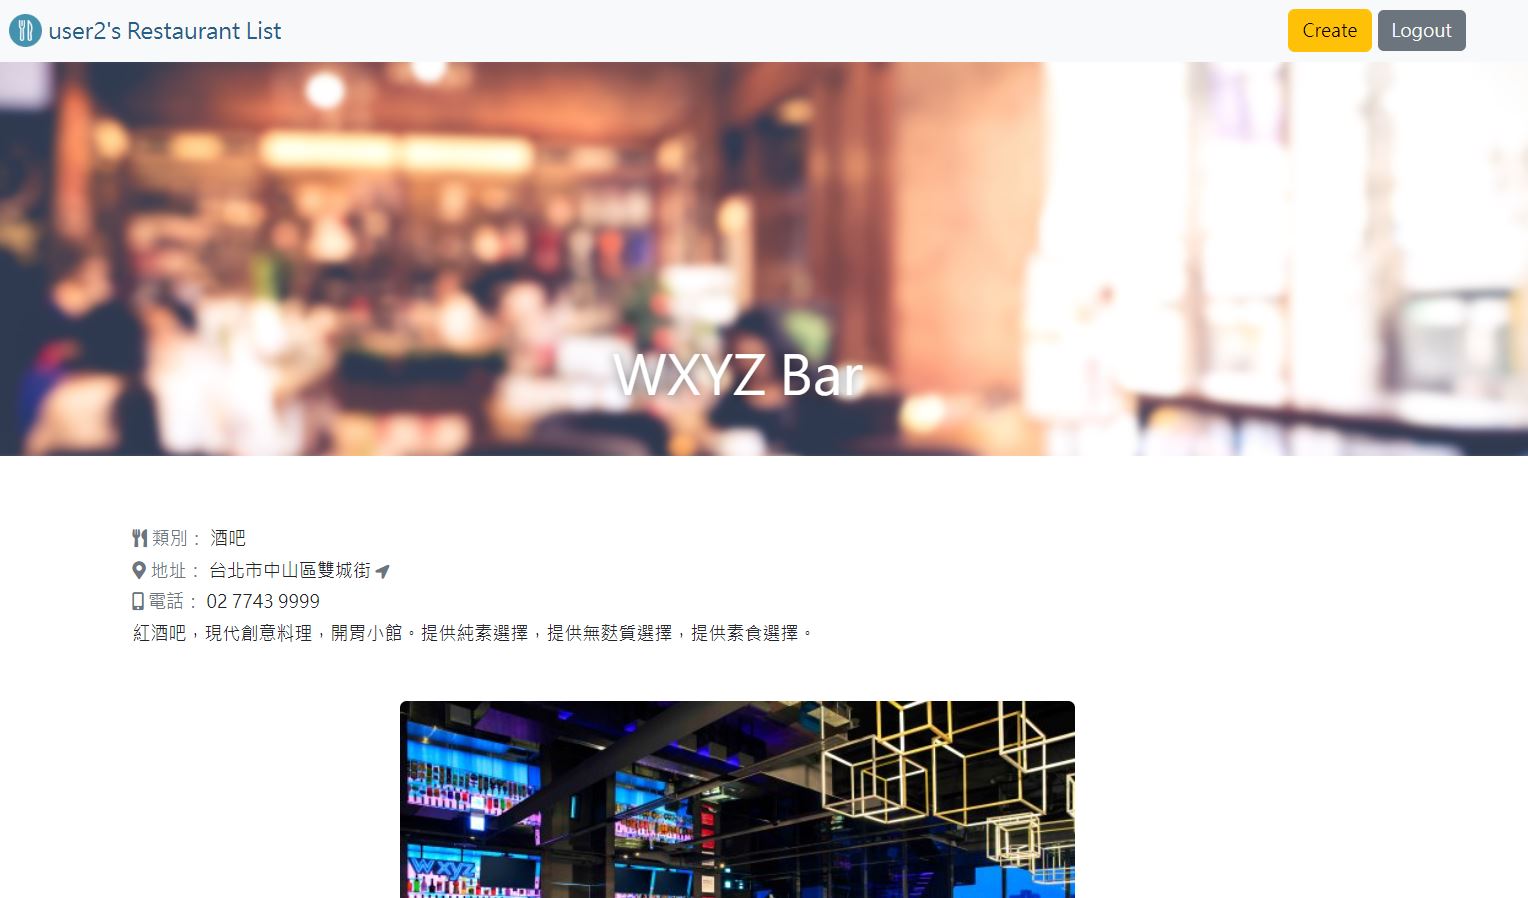 user2's Restaurant List
Create
Logout
WXYZ Bar
類別： 酒吧
地址： 台北市中山區雙城街
電話： 02 7743 9999
紅酒吧，現代創意料理，開胃小館。提供純素選擇，提供無麩質選擇，提供素食選擇。
w xyz